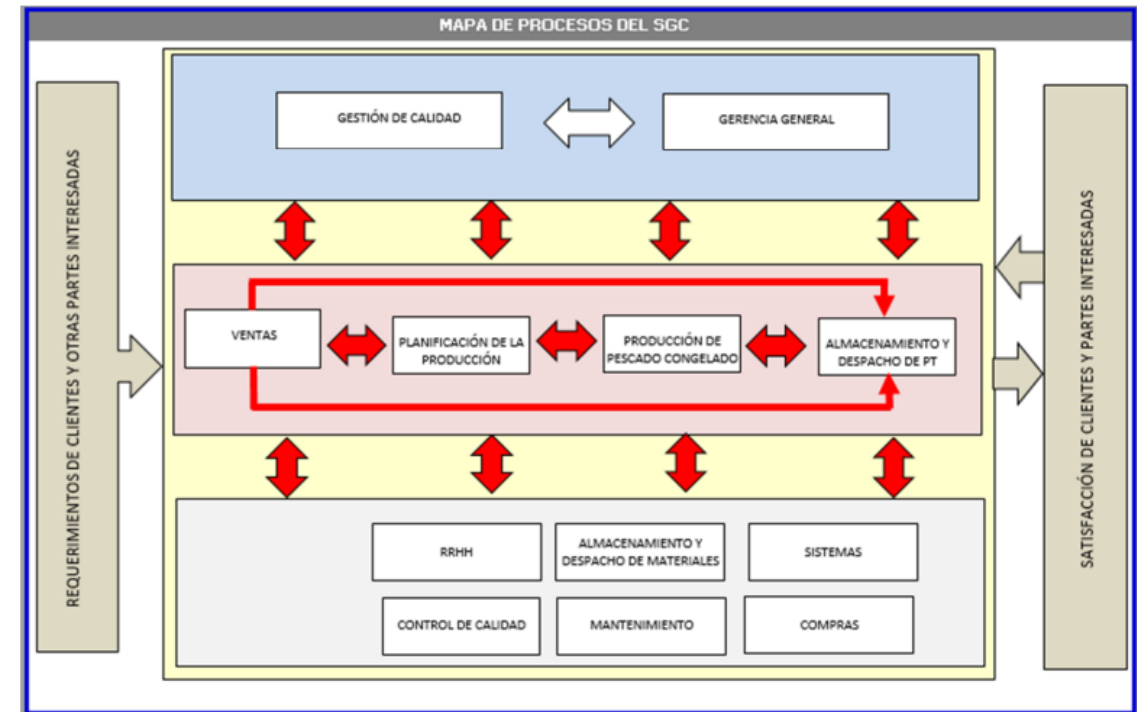 MAPA DE PROCESOS DEL SGC
REQUERIMIENTOS DE CLIENTES Y OTRAS PARTES INTERESADAS
GESTIÓN DE CALIDAD
GERENCIA GENERAL
VENTAS
PLANIFICACIÓN DE LA
PRODUCCIÓN
PRODUCCIÓN DE
PESCADO CONGELADO
ALMACENAMIENTO Y
DESPACHO DE PT
RRHH
ALMACENAMIENTO Y
DESPACHO DE MATERIALES
SISTEMAS
CONTROL DE CALIDAD
MANTENIMIENTO
COMPRAS
SATISFACCIÓN DE CLIENTES Y PARTES INTERESADAS